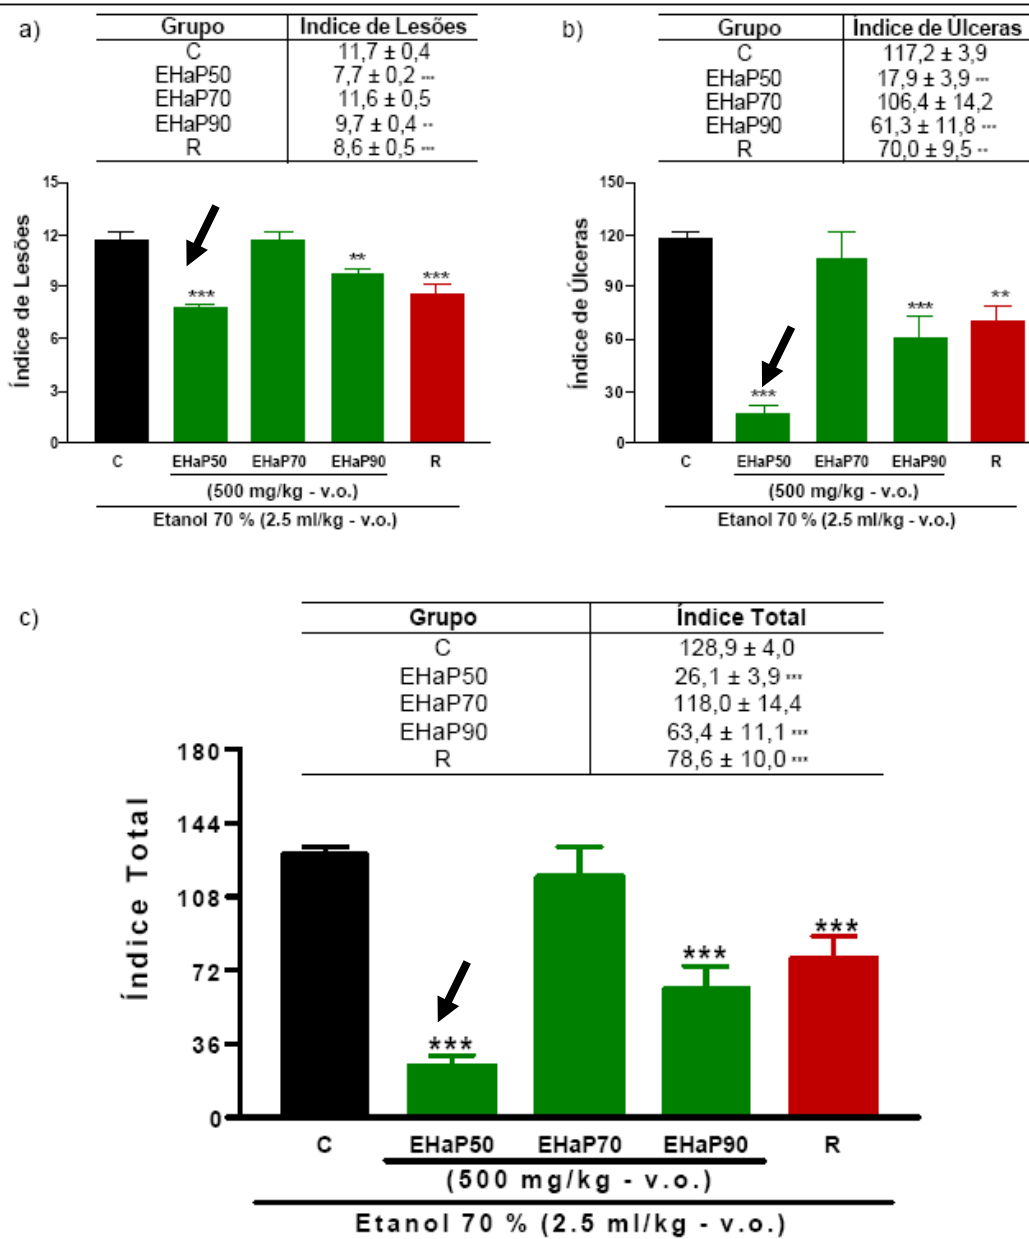 a)
Grupo Indice de Lesões
C 11,7 ± 0,4
EHaP50 7,7 ± 0,2 ***
EHaP70 11,6 ± 0,5
EHaP90 9,7 ± 0,4 **
R 8,6 ± 0,5 ***
Índice de Lesões
15
12
9
6
3
0
***
**
***
C EHaP50 EHaP70 EHaP90 R
(500 mg/kg - v.o.)
Etanol 70 % (2.5 ml/kg - v.o.)
b)
Grupo Índice de Úlceras
C 117,2 ± 3,9
EHaP50 17,9 ± 3,9 ***
EHaP70 106,4 ± 14,2
EHaP90 61,3 ± 11,8 ***
R 70,0 ± 9,5 **
Índice de Úlceras
150
120
90
60
30
0
***
***
**
C EHaP50 EHaP70 EHaP90 R
(500 mg/kg - v.o.)
Etanol 70 % (2.5 ml/kg - v.o.)
c)
Grupo Índice Total
C 128,9 ± 4,0
EHaP50 26,1 ± 3,9 ***
EHaP70 118,0 ± 14,4
EHaP90 63,4 ± 11,1 ***
R 78,6 ± 10,0 ***
Índice Total
180
144
108
72
36
0
***
***
***
C EHaP50 EHaP70 EHaP90 R
(500 mg/kg - v.o.)
Etanol 70 % (2.5 ml/kg - v.o.)